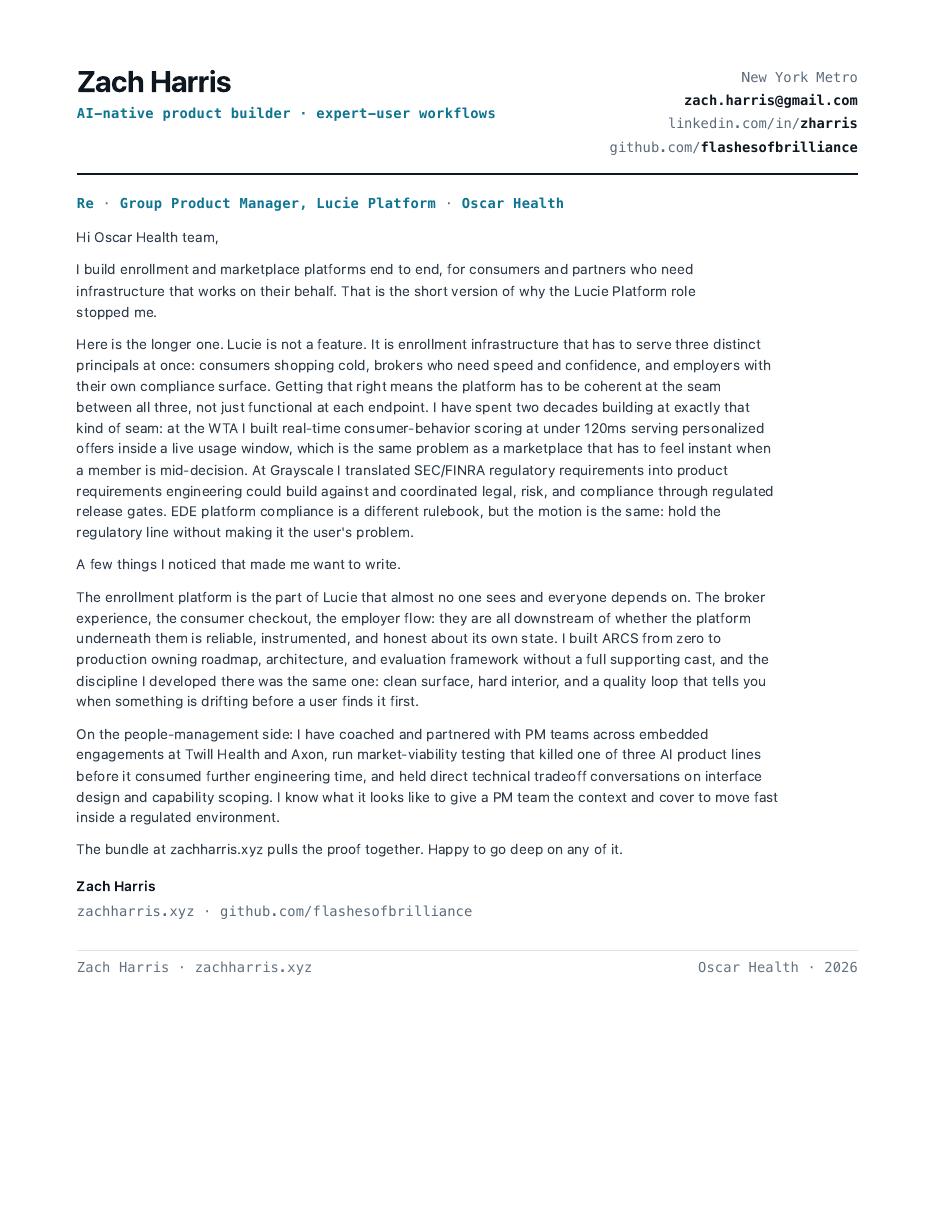 Zach Harris
AI-native product builder · expert-user workflows
New York Metro
zach.harris@gmail.com
linkedin.com/in/zharris
github.com/flashesofbrilliance
Re · Group Product Manager, Lucie Platform · Oscar Health
Hi Oscar Health team,
I build enrollment and marketplace platforms end to end, for consumers and partners who need
infrastructure that works on their behalf. That is the short version of why the Lucie Platform role
stopped me.
Here is the longer one. Lucie is not a feature. It is enrollment infrastructure that has to serve three distinct
principals at once: consumers shopping cold, brokers who need speed and confidence, and employers with
their own compliance surface. Getting that right means the platform has to be coherent at the seam
between all three, not just functional at each endpoint. I have spent two decades building at exactly that
kind of seam: at the WTA I built real-time consumer-behavior scoring at under 120ms serving personalized
offers inside a live usage window, which is the same problem as a marketplace that has to feel instant when
a member is mid-decision. At Grayscale I translated SEC/FINRA regulatory requirements into product
requirements engineering could build against and coordinated legal, risk, and compliance through regulated
release gates. EDE platform compliance is a different rulebook, but the motion is the same: hold the
regulatory line without making it the user's problem.
A few things I noticed that made me want to write.
The enrollment platform is the part of Lucie that almost no one sees and everyone depends on. The broker
experience, the consumer checkout, the employer flow: they are all downstream of whether the platform
underneath them is reliable, instrumented, and honest about its own state. I built ARCS from zero to
production owning roadmap, architecture, and evaluation framework without a full supporting cast, and the
discipline I developed there was the same one: clean surface, hard interior, and a quality loop that tells you
when something is drifting before a user finds it first.
On the people-management side: I have coached and partnered with PM teams across embedded
engagements at Twill Health and Axon, run market-viability testing that killed one of three AI product lines
before it consumed further engineering time, and held direct technical tradeoff conversations on interface
design and capability scoping. I know what it looks like to give a PM team the context and cover to move fast
inside a regulated environment.
The bundle at zachharris.xyz pulls the proof together. Happy to go deep on any of it.
Zach Harris
zachharris.xyz · github.com/flashesofbrilliance
Zach Harris · zachharris.xyz
Oscar Health · 2026